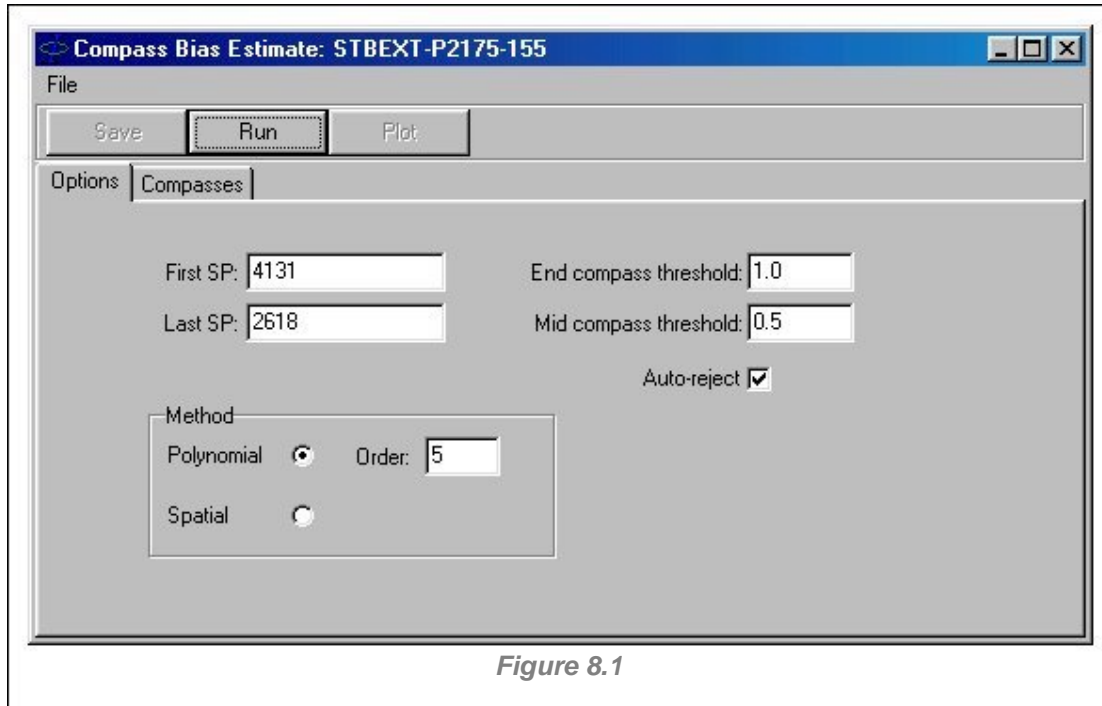 Compass Bias Estimate: STBEXT-P2175-155
File
Save Run Plot
Options Compasses
First SP: 4131 End compass threshold: 1.0
Last SP: 2618 Mid compass threshold: 0.5
Auto-reject
Method
Polynomial Order: 5
Spatial
Figure 8.1